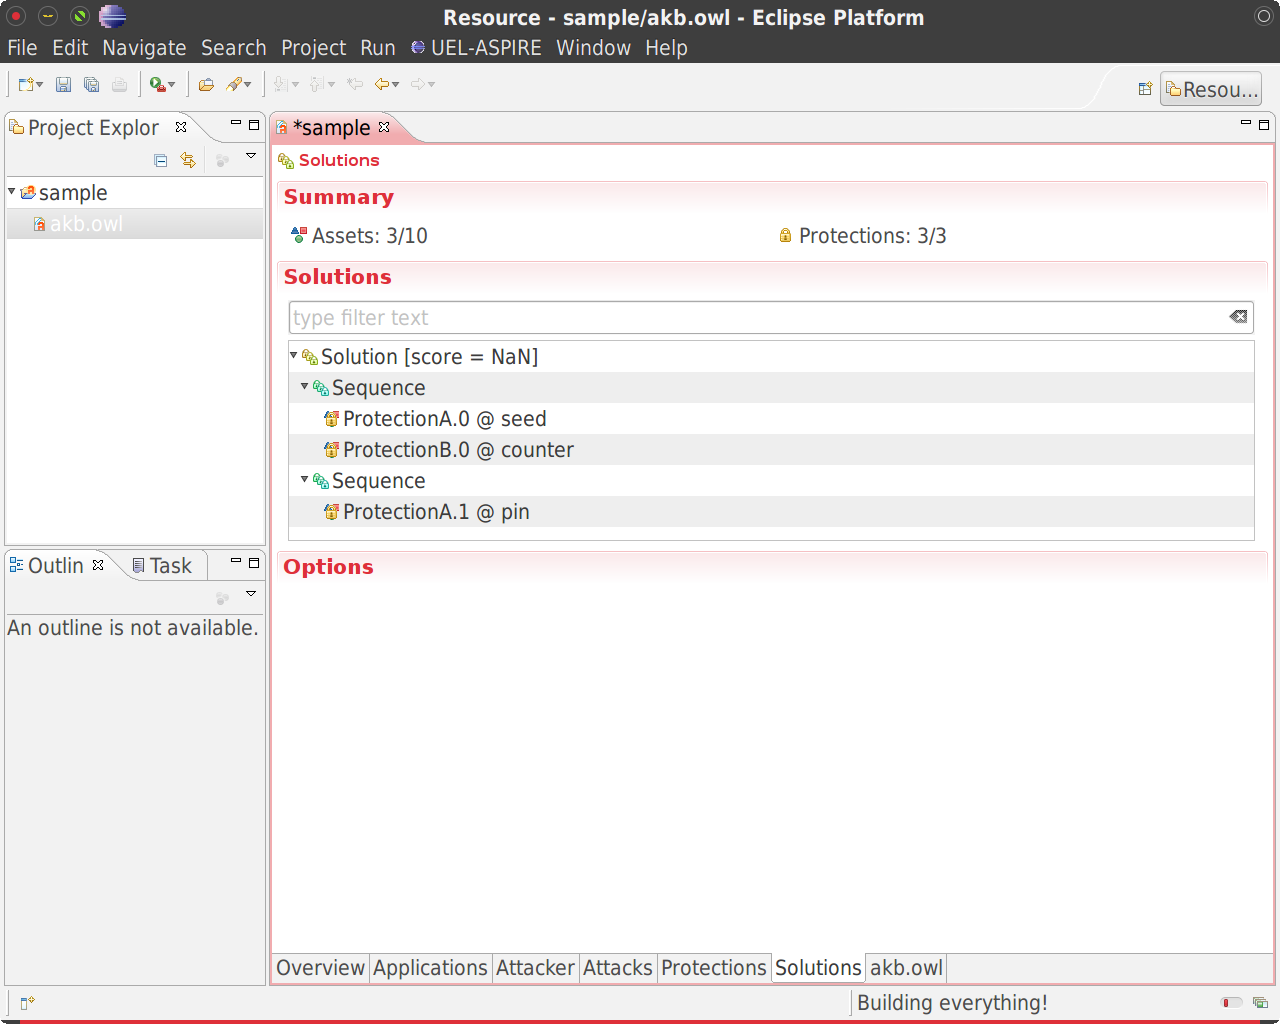 Resource - sample/akb.owl - Eclipse Platform
File Edit Navigate Search Project Run UEL-ASPIRE Window Help
Resou...
Project Explor
sample
akb.owl
Outlin Task
An outline is not available.
*sample
Solutions
Summary
Assets: 3/10 Protections: 3/3
Solutions
type filter text
Solution [score = NaN]
Sequence
ProtectionA.0 @ seed
ProtectionB.0 @ counter
Sequence
ProtectionA.1 @ pin
Options
Overview Applications Attacker Attacks Protections Solutions akb.owl
Building everything!